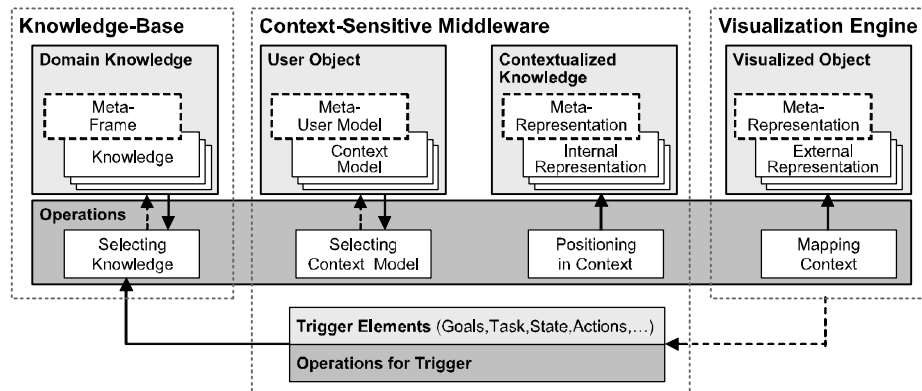 Knowledge-Base
Context-Sensitive Middleware
Visualization Engine
Domain Knowledge
User Object
Contextualized
Knowledge
Visualized Object
Meta-
Frame
Meta-
User Model
Meta-
Representation
Meta-
Representation
Knowledge
Context
Model
Internal
Representation
External
Representation
Operations
Selecting
Knowledge
Selecting
Context Model
Positioning
in Context
Mapping
Context
Trigger Elements (Goals,Task,State,Actions,...)
Operations for Trigger